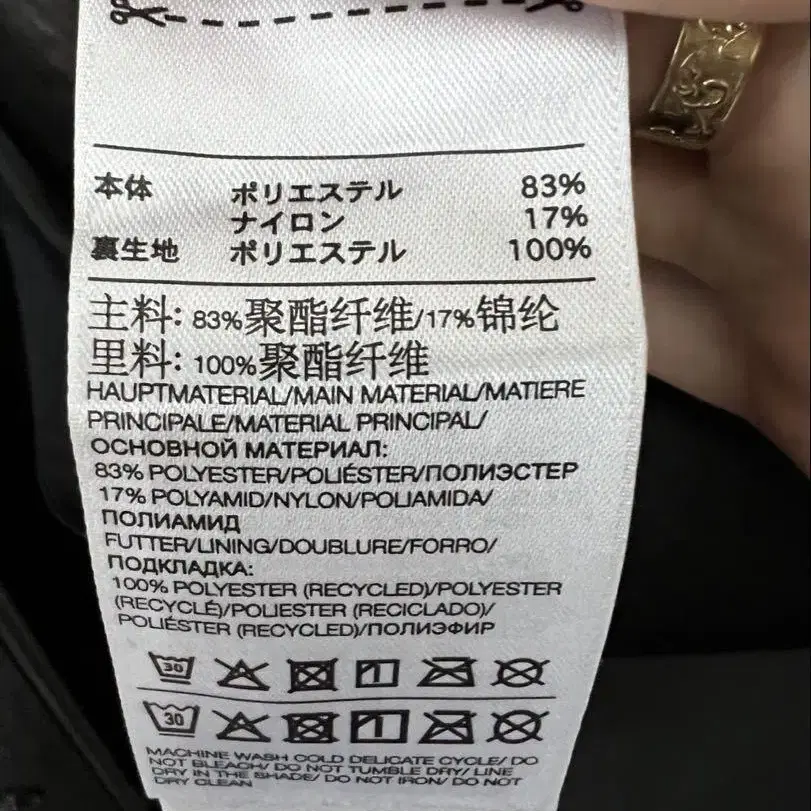 本体 ポリエステル 83%
ナイロン 17%
裏生地 ポリエステル 100%
主料: 83%聚酯纤维/17%锦纶
里料: 100%聚酯纤维
HAUPTMATERIAL/MAIN MATERIAL/MATIERE
PRINCIPALE/MATERIAL PRINCIPAL/
ОСНОВНОЙ МАТЕРИАЛ:
83% POLYESTER/POLIÉSTER/ПОЛИЭСТЕР
17% POLYAMID/NYLON/POLIAMIDA/
ПОЛИАМИД
FUTTER/LINING/DOUBLURE/FORRO/
ПОДКЛАДКА:
100% POLYESTER (RECYCLED)/POLYESTER
(RECYCLÉ)/POLIESTER (RECICLADO)/
POLIÉSTER (RECYCLED)/ПОЛИЭФИР
30
30
MACHINE WASH COLD DELICATE CYCLE/ DO
NOT BLEACH/ DO NOT TUMBLE DRY/ LINE
DRY IN THE SHADE/ DO NOT IRON/ DO NOT
DRY CLEAN